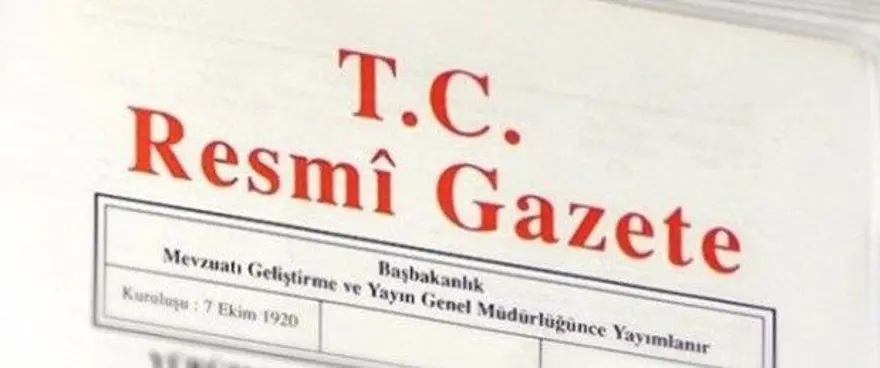 T.C.
Resmî Gazete
Başbakanlık
Mevzuatı Geliştirme ve Yayın Genel Müdürlüğünce Yayımlanır
Kuruluşu : 7 Ekim 1920